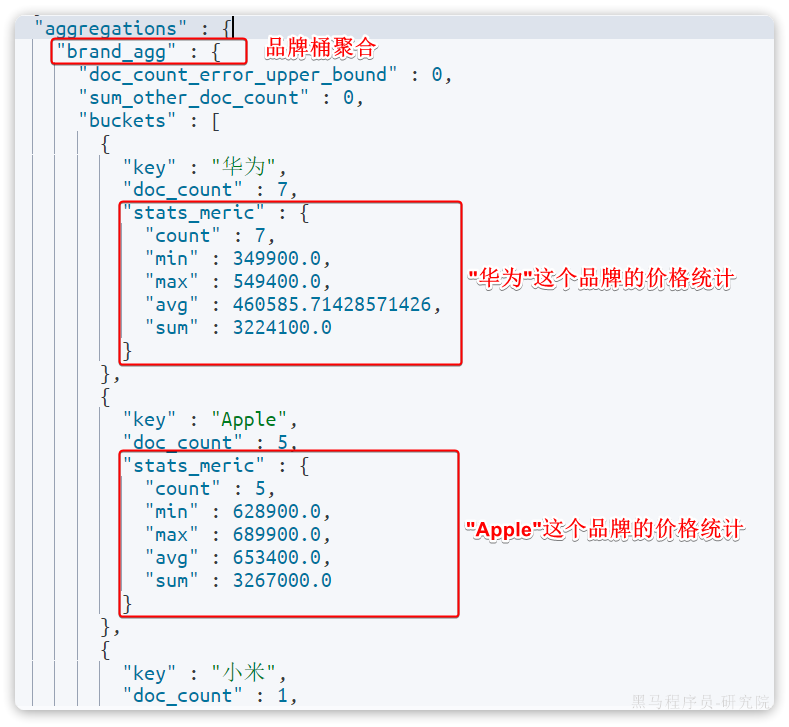 "aggregations" : {
"brand_agg" : {
品牌桶聚合
"doc_count_error_upper_bound" : 0,
"sum_other_doc_count" : 0,
"buckets" : [
{
"key" : "华为",
"doc_count" : 7,
"stats_meric" : {
"count" : 7,
"min" : 349900.0,
"max" : 549400.0,
"avg" : 460585.71428571426,
"sum" : 3224100.0
}
"华为"这个品牌的价格统计
},
{
"key" : "Apple",
"doc_count" : 5,
"stats_meric" : {
"count" : 5,
"min" : 628900.0,
"max" : 689900.0,
"avg" : 653400.0,
"sum" : 3267000.0
}
"Apple"这个品牌的价格统计
},
{
"key" : "小米",
"doc_count" : 1,
黑马程序员-研究院